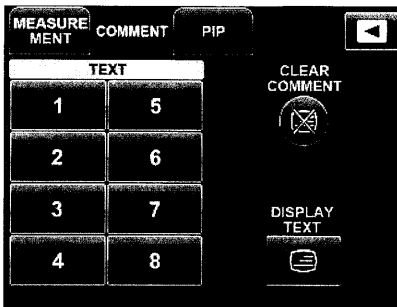 MEASURE
MENT
COMMENT
PIP
TEXT
1 5
2 6
3 7
4 8
CLEAR
COMMENT
DISPLAY
TEXT